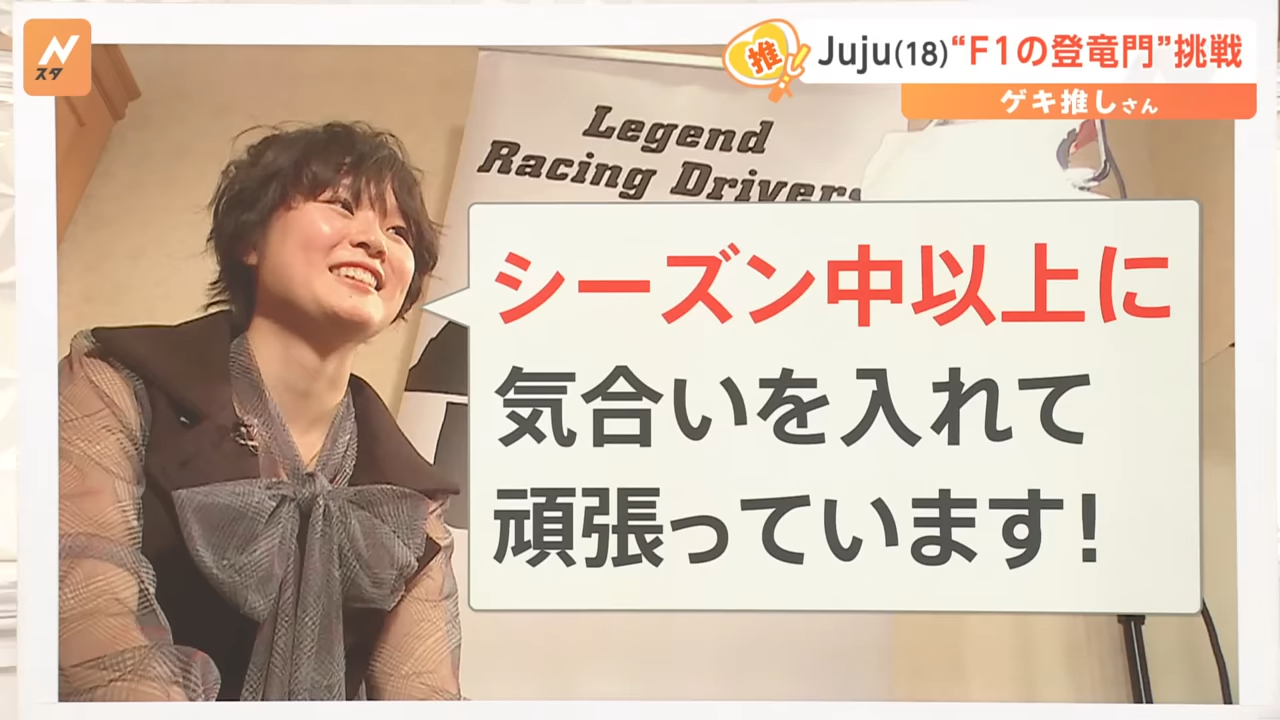 N
スタ
推し!
Juju(18)“F1の登竜門”挑戦
ゲキ推しさん
Legend
Racing Drivers
シーズン中以上に
気合いを入れて
頑張っています!